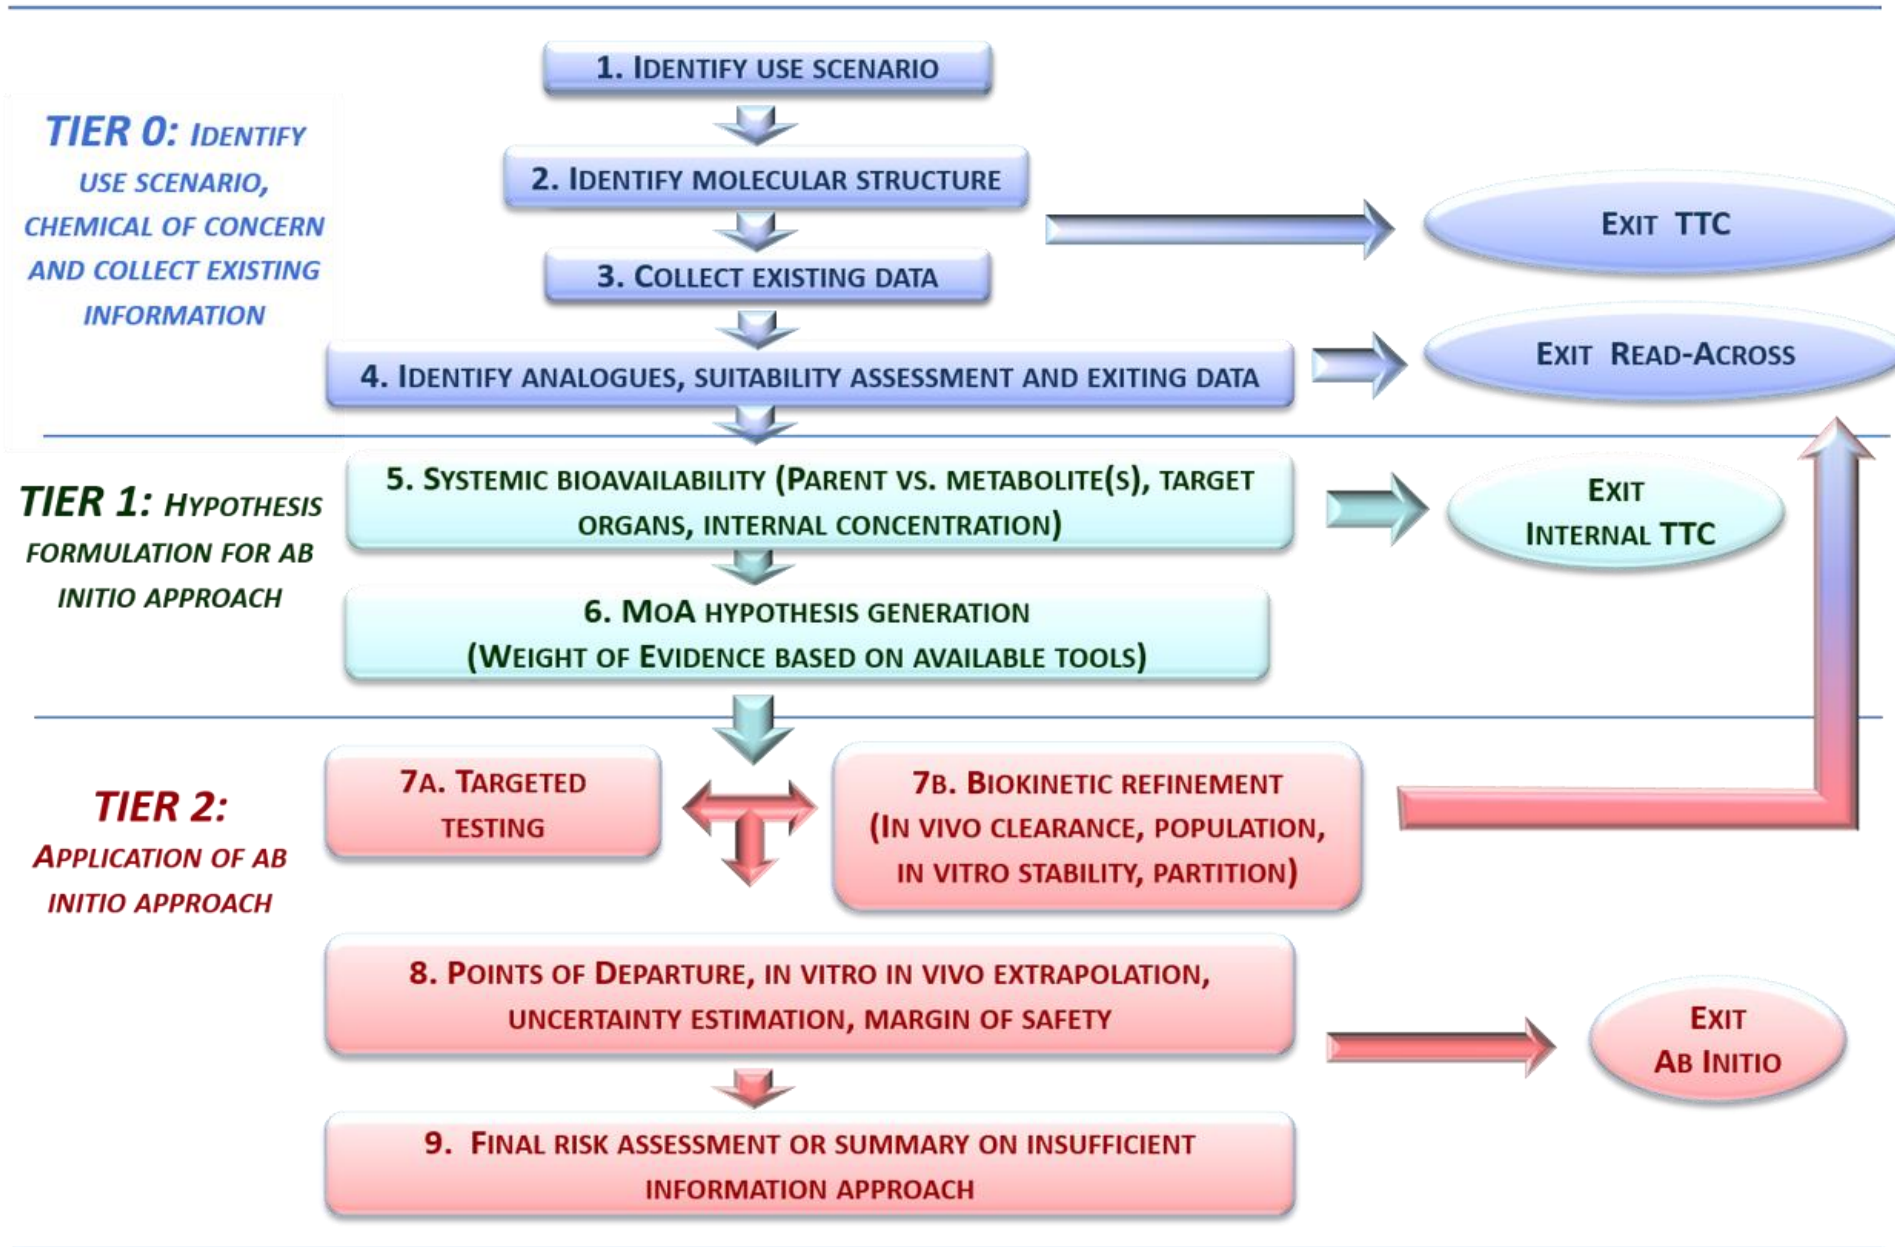 1. Identify use scenario
TIER 0: Identify
use scenario,
chemical of concern
and collect existing
information
2. Identify molecular structure
Exit TTC
3. Collect existing data
4. Identify analogues, suitability assessment and exiting data
Exit Read-Across
TIER 1: Hypothesis
formulation for ab
initio approach
5. Systemic bioavailability (Parent vs. metabolite(s), target
organs, internal concentration)
Exit
Internal TTC
6. MoA hypothesis generation
(Weight of Evidence based on available tools)
TIER 2:
Application of ab
initio approach
7a. Targeted
testing
7b. Biokinetic refinement
(In vivo clearance, population,
in vitro stability, partition)
8. Points of Departure, in vitro in vivo extrapolation,
uncertainty estimation, margin of safety
Exit
Ab Initio
9. Final risk assessment or summary on insufficient
information approach